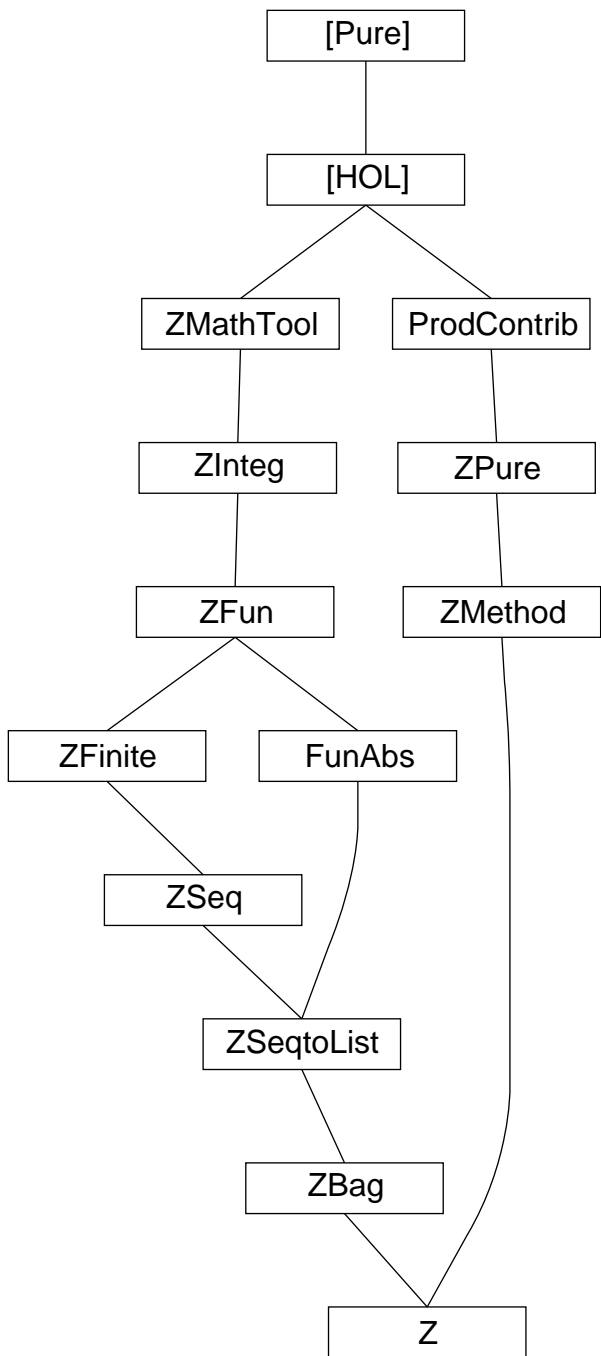 [Pure]
[HOL]
ZMathTool
ProdContrib
ZInteg
ZPure
ZFun
ZMethod
ZFinite
FunAbs
ZSeq
ZSeqtoList
ZBag
Z